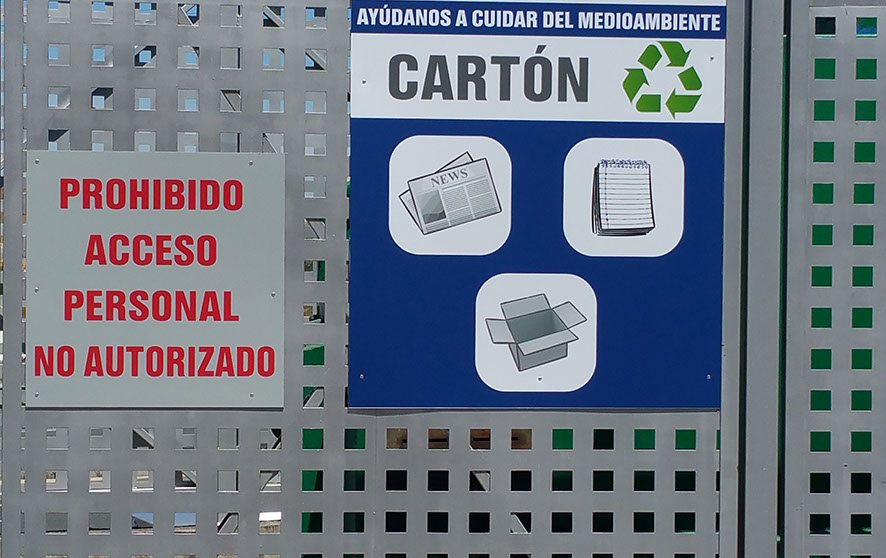 AYÚDANOS A CUIDAR DEL MEDIOAMBIENTE
CARTÓN
NEWS
PROHIBIDO
ACCESO
PERSONAL
NO AUTORIZADO